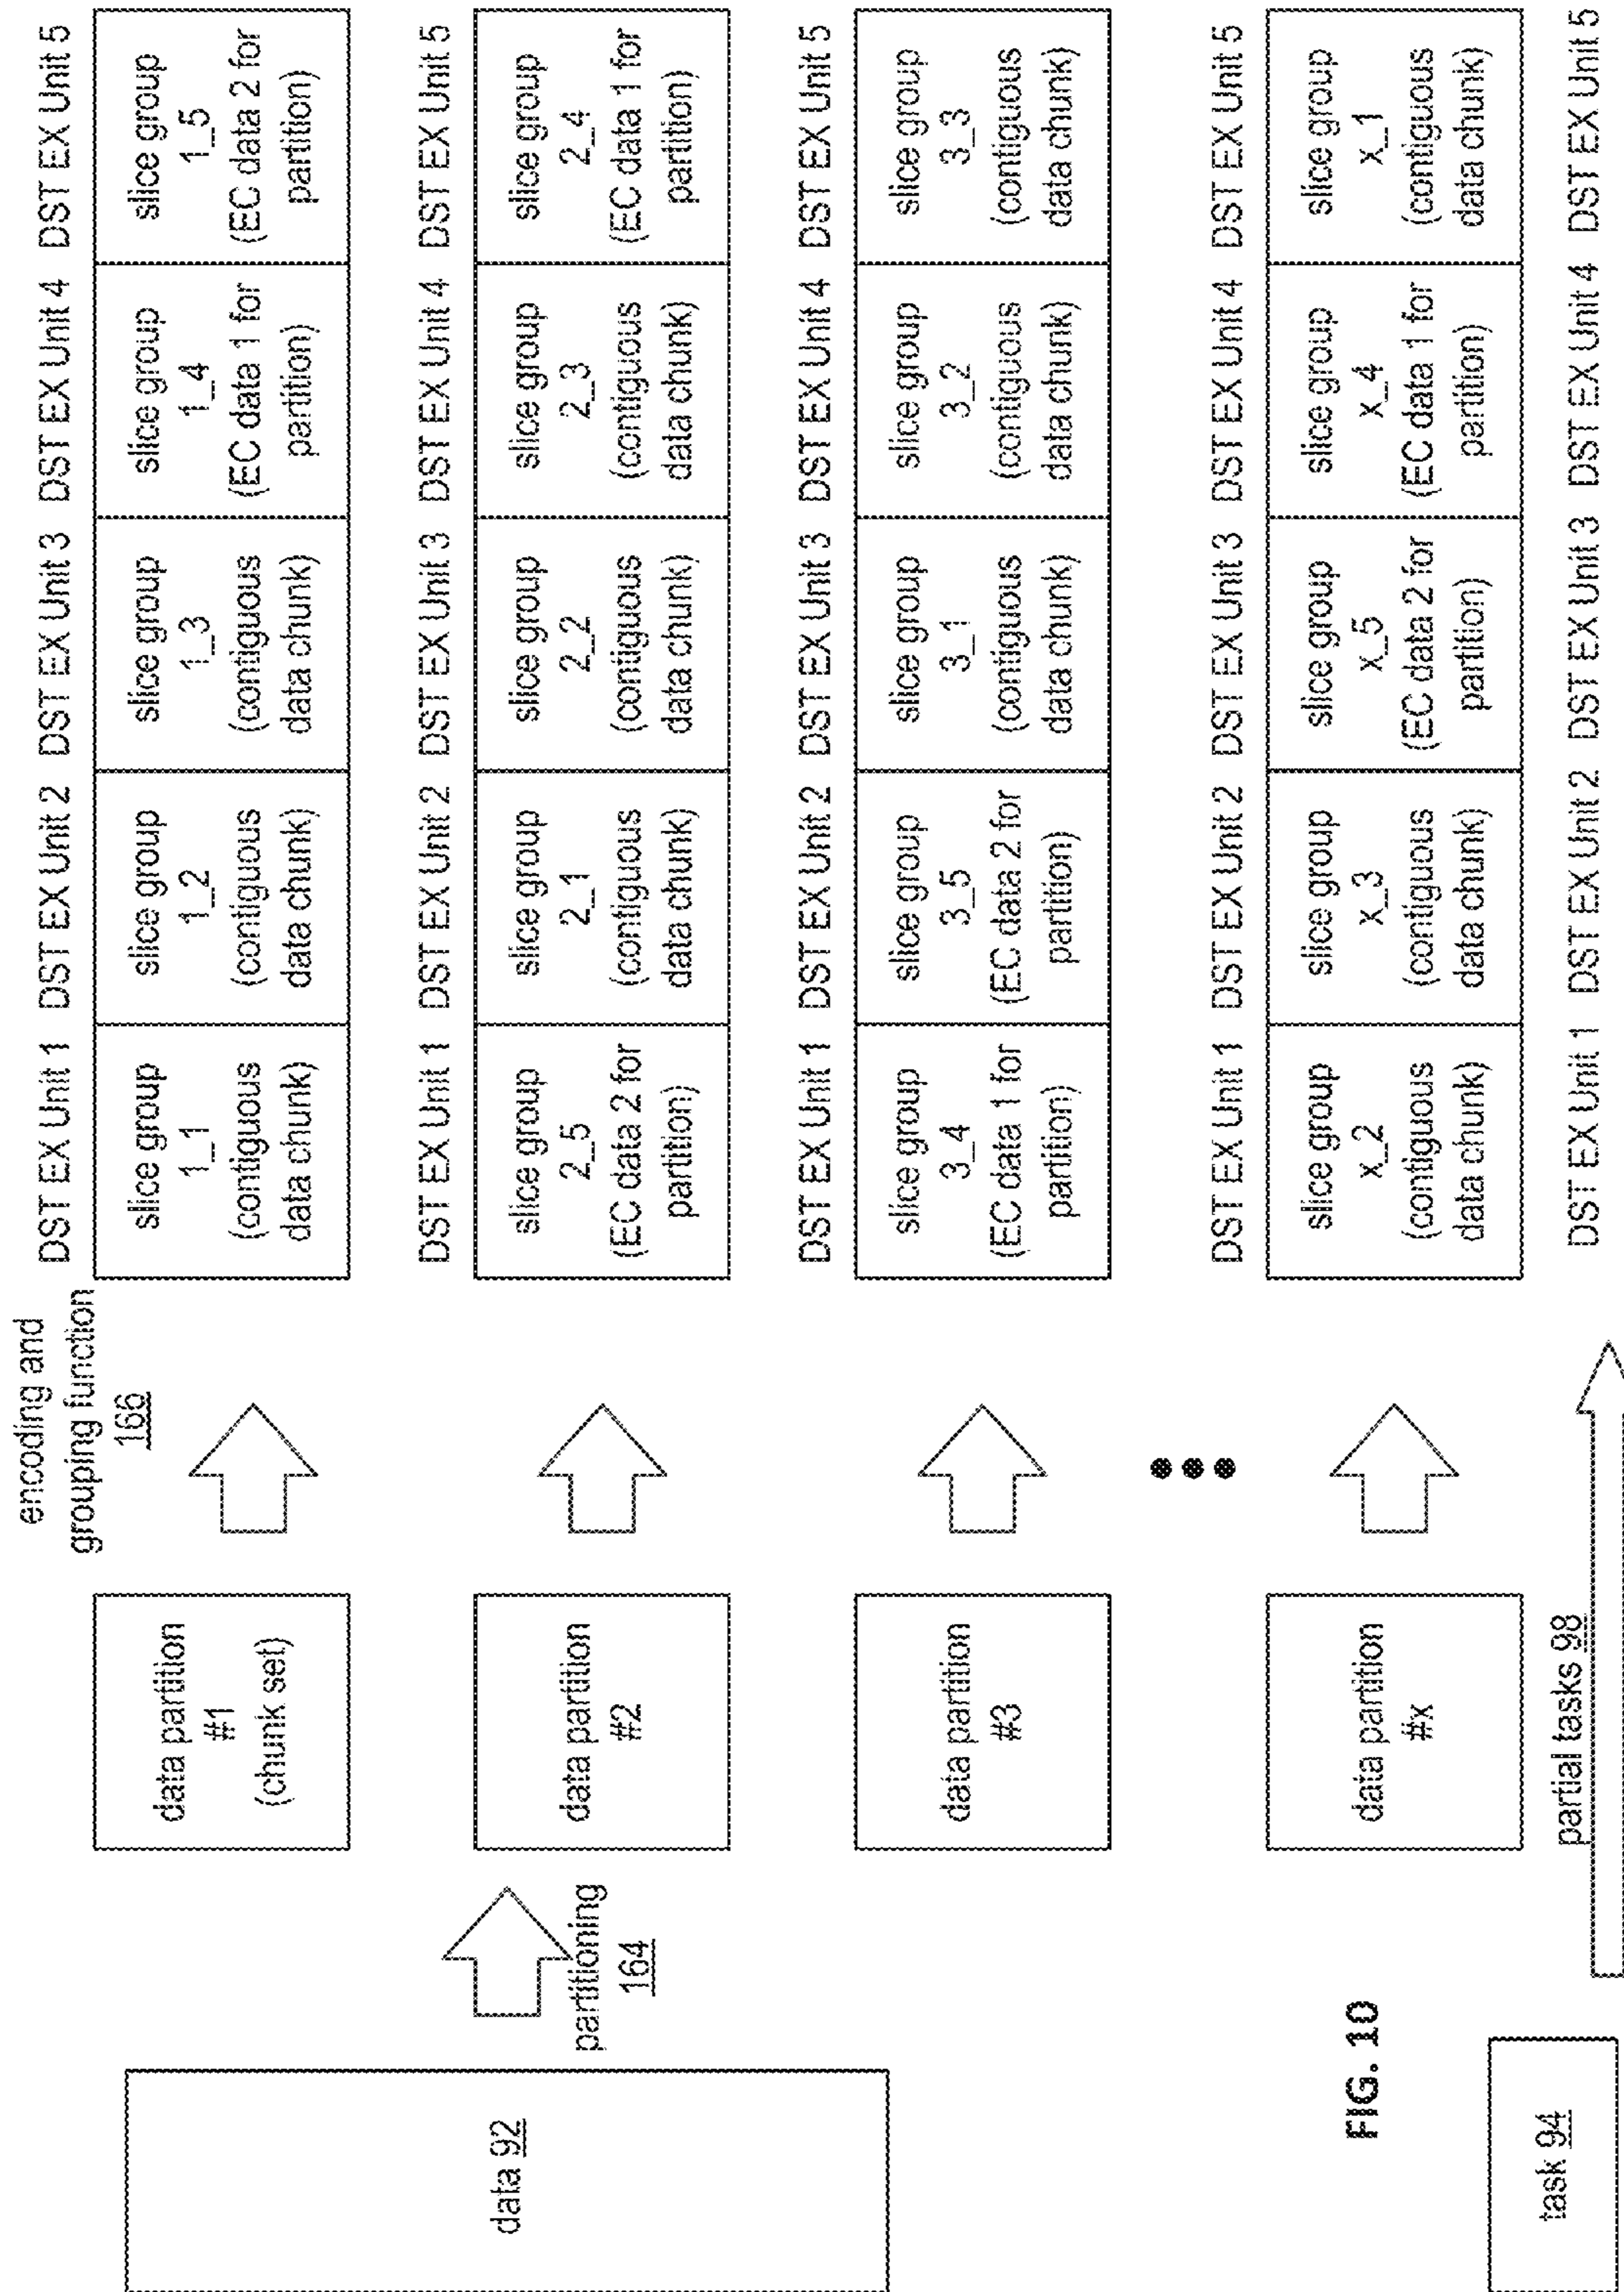 data 92
partitioning
164
data partition
#1
(chunk set)
data partition
#2
data partition
#3
data partition
#x
encoding and
grouping function
166
DST EX Unit 1 DST EX Unit 2 DST EX Unit 3 DST EX Unit 4 DST EX Unit 5
slice group
1_1
(contiguous
data chunk)
slice group
1_2
(contiguous
data chunk)
slice group
1_3
(contiguous
data chunk)
slice group
1_4
(EC data 1 for
partition)
slice group
1_5
(EC data 2 for
partition)
DST EX Unit 1 DST EX Unit 2 DST EX Unit 3 DST EX Unit 4 DST EX Unit 5
slice group
2_5
(EC data 2 for
partition)
slice group
2_1
(contiguous
data chunk)
slice group
2_2
(contiguous
data chunk)
slice group
2_3
(contiguous
data chunk)
slice group
2_4
(EC data 1 for
partition)
DST EX Unit 1 DST EX Unit 2 DST EX Unit 3 DST EX Unit 4 DST EX Unit 5
slice group
3_4
(EC data 1 for
partition)
slice group
3_5
(EC data 2 for
partition)
slice group
3_1
(contiguous
data chunk)
slice group
3_2
(contiguous
data chunk)
slice group
3_3
(contiguous
data chunk)
DST EX Unit 1 DST EX Unit 2 DST EX Unit 3 DST EX Unit 4 DST EX Unit 5
slice group
x_2
(contiguous
data chunk)
slice group
x_3
(contiguous
data chunk)
slice group
x_5
(EC data 2 for
partition)
slice group
x_4
(EC data 1 for
partition)
slice group
x_1
(contiguous
data chunk)
FIG. 10
task 94
partial tasks 98
DST EX Unit 1 DST EX Unit 2 DST EX Unit 3 DST EX Unit 4 DST EX Unit 5